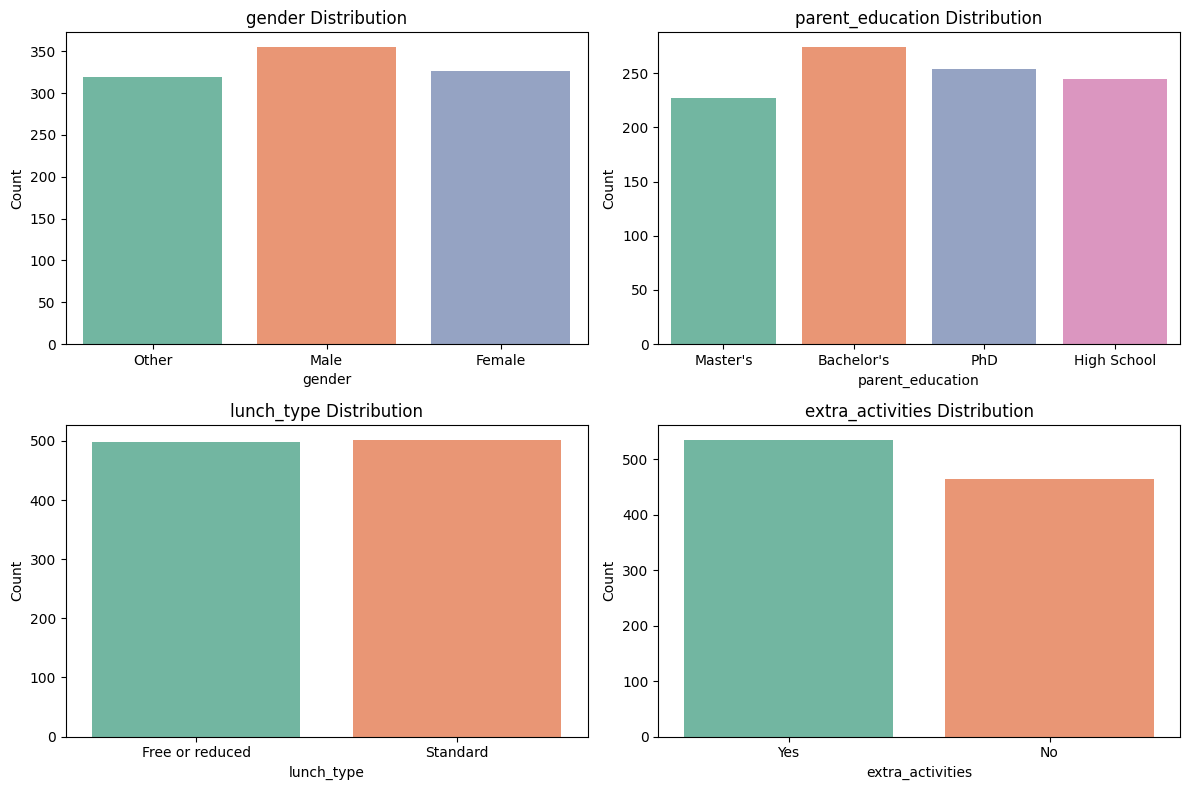 gender Distribution
350
300
250
200
150
100
50
0
Count
Other Male Female
gender
parent_education Distribution
250
200
150
100
50
0
Count
Master's Bachelor's PhD High School
parent_education
lunch_type Distribution
500
400
300
200
100
0
Count
Free or reduced Standard
lunch_type
extra_activities Distribution
500
400
300
200
100
0
Count
Yes No
extra_activities